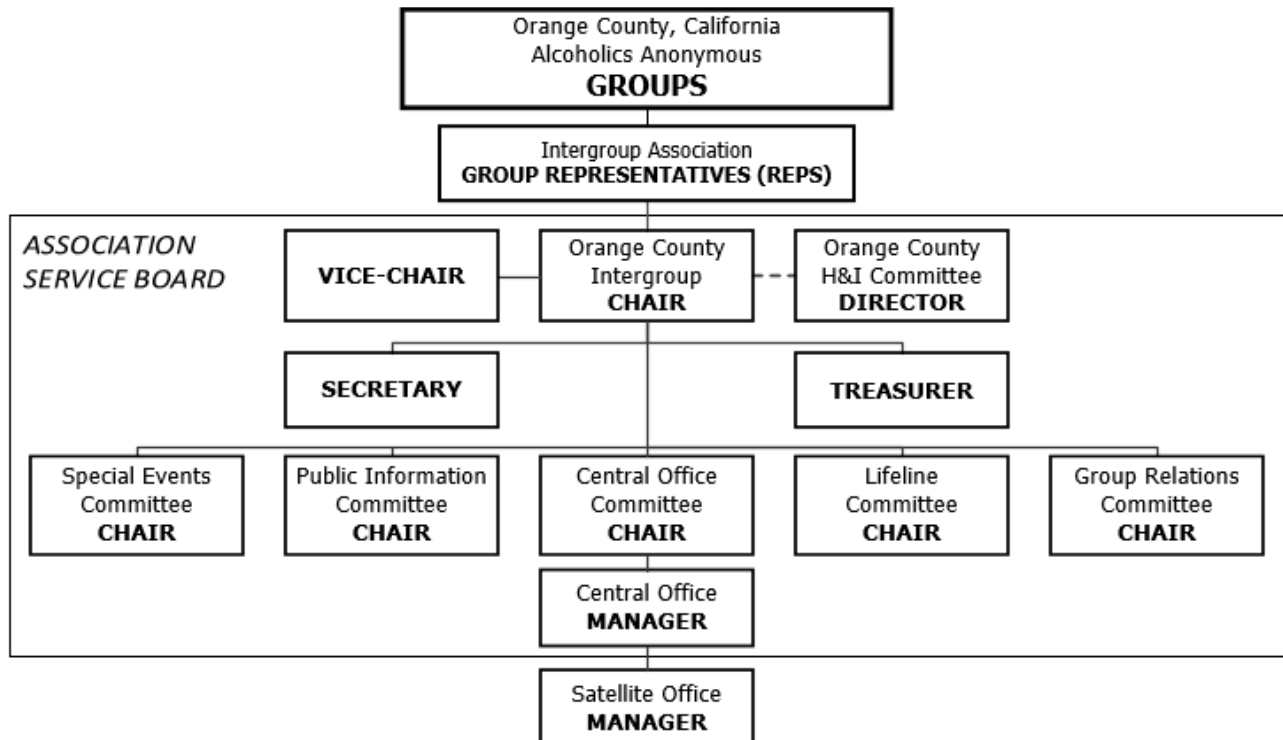 Orange County, California
Alcoholics Anonymous
GROUPS
Intergroup Association
GROUP REPRESENTATIVES (REPS)
ASSOCIATION
SERVICE BOARD
VICE-CHAIR
Orange County
Intergroup
CHAIR
Orange County
H&I Committee
DIRECTOR
SECRETARY
TREASURER
Special Events
Committee
CHAIR
Public Information
Committee
CHAIR
Central Office
Committee
CHAIR
Lifeline
Committee
CHAIR
Group Relations
Committee
CHAIR
Central Office
MANAGER
Satellite Office
MANAGER